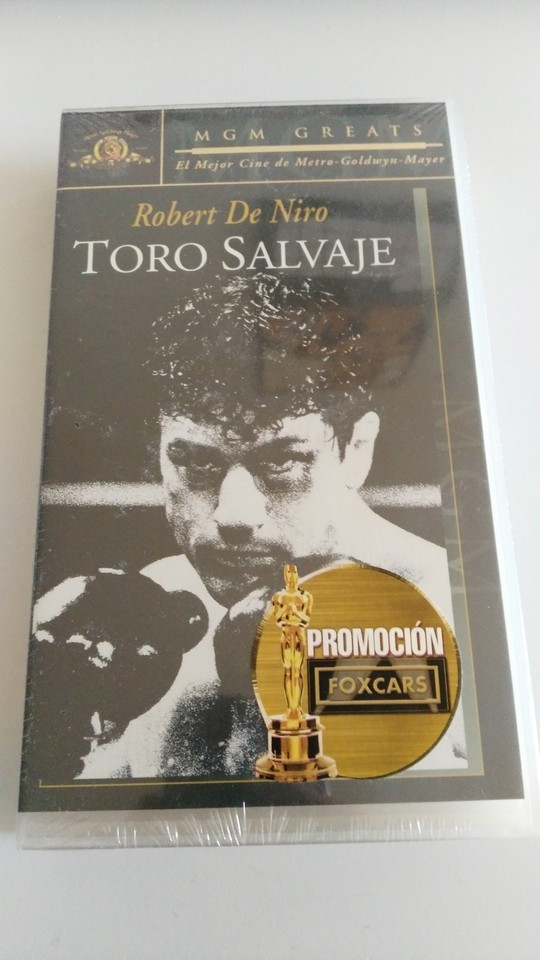 MGM GREATS
El Mejor Cine de Metro-Goldwyn-Mayer
Robert De Niro
TORO SALVAJE
PROMOCIÓN
FOXCARS